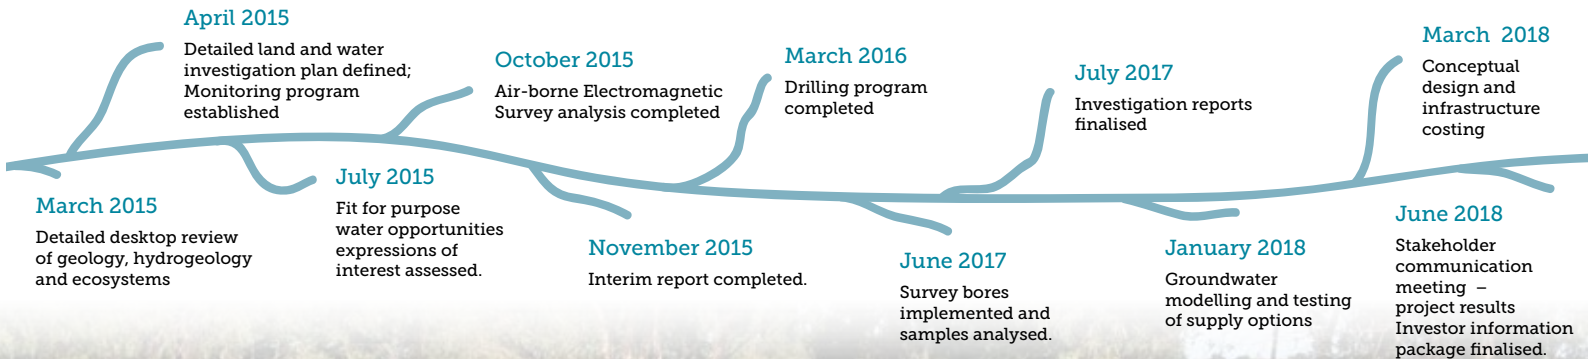 April 2015
Detailed land and water
investigation plan defined;
Monitoring program
established
October 2015
Air-borne Electromagnetic
Survey analysis completed
March 2016
Drilling program
completed
July 2017
Investigation reports
finalised
March 2018
Conceptual
design and
infrastructure
costing
March 2015
Detailed desktop review
of geology, hydrogeology
and ecosystems
July 2015
Fit for purpose
water opportunities
expressions of
interest assessed.
November 2015
Interim report completed.
June 2017
Survey bores
implemented and
samples analysed.
January 2018
Groundwater
modelling and testing
of supply options
June 2018
Stakeholder
communication
meeting –
project results
Investor information
package finalised.